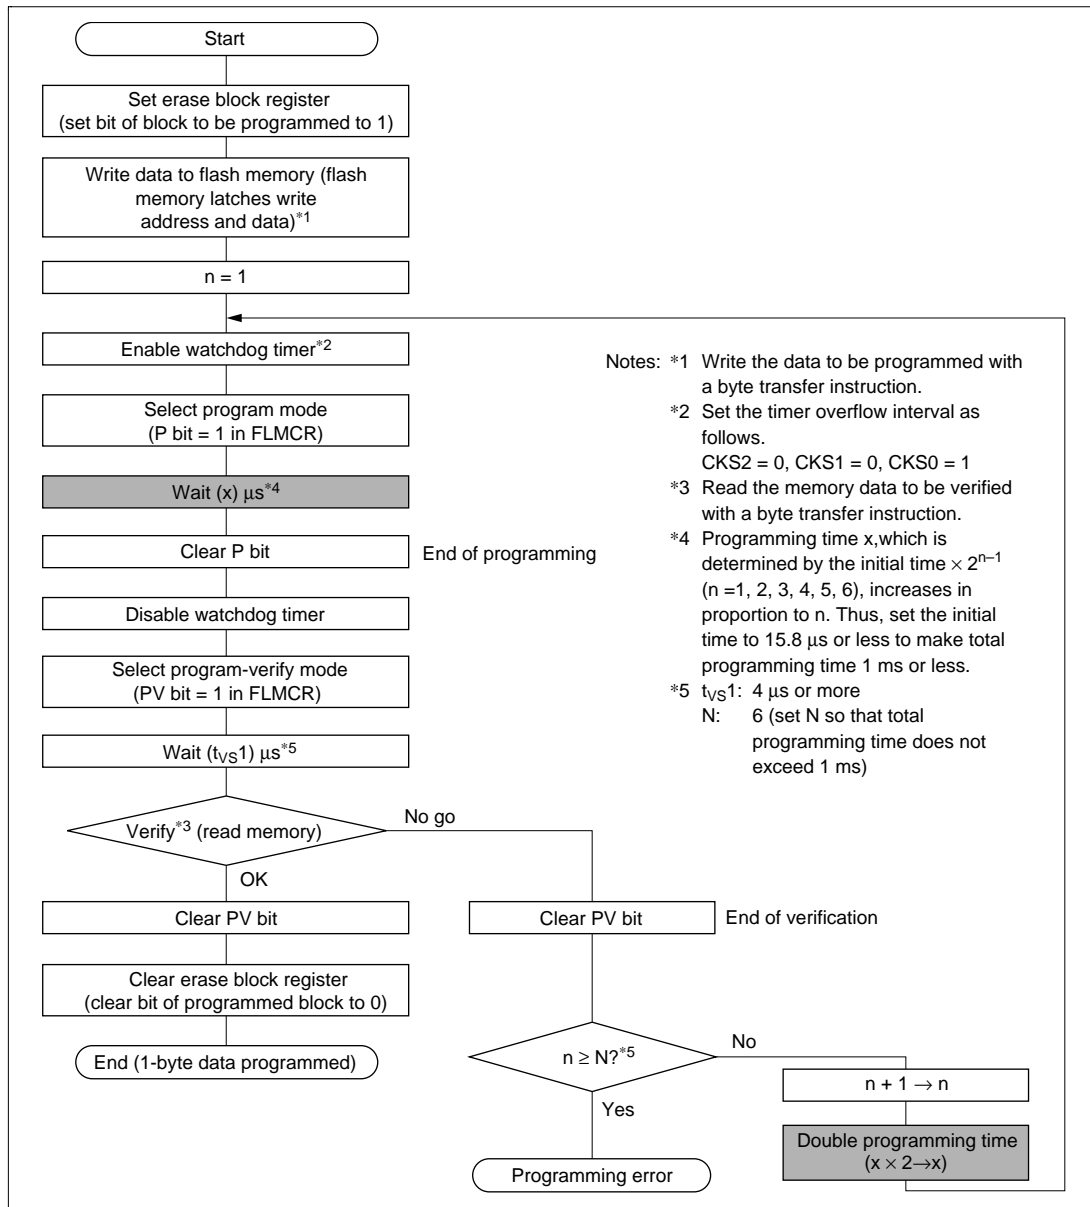 Start
Set erase block register
(set bit of block to be programmed to 1)
Write data to flash memory (flash
memory latches write
address and data)*1
n = 1
Enable watchdog timer*2
Select program mode
(P bit = 1 in FLMCR)
Wait (x) μs*4
Clear P bit
End of programming
Disable watchdog timer
Select program-verify mode
(PV bit = 1 in FLMCR)
Wait (tVS1) μs*5
Verify*3 (read memory)
No go
OK
Clear PV bit
Clear erase block register
(clear bit of programmed block to 0)
End (1-byte data programmed)
Clear PV bit
End of verification
n ≥ N?*5
No
Yes
Programming error
n + 1 → n
Double programming time
(x × 2→x)
Notes: *1 Write the data to be programmed with
a byte transfer instruction.
*2 Set the timer overflow interval as
follows.
CKS2 = 0, CKS1 = 0, CKS0 = 1
*3 Read the memory data to be verified
with a byte transfer instruction.
*4 Programming time x,which is
determined by the initial time × 2^n–1
(n =1, 2, 3, 4, 5, 6), increases in
proportion to n. Thus, set the initial
time to 15.8 μs or less to make total
programming time 1 ms or less.
*5 tVS1: 4 μs or more
N: 6 (set N so that total
programming time does not
exceed 1 ms)